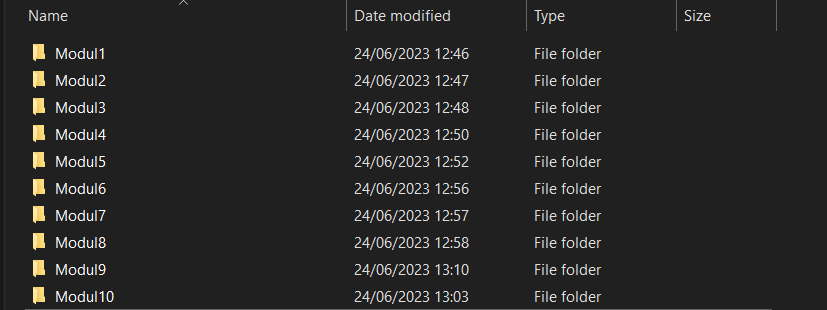 Name Date modified Type Size
Modul1 24/06/2023 12:46 File folder
Modul2 24/06/2023 12:47 File folder
Modul3 24/06/2023 12:48 File folder
Modul4 24/06/2023 12:50 File folder
Modul5 24/06/2023 12:52 File folder
Modul6 24/06/2023 12:56 File folder
Modul7 24/06/2023 12:57 File folder
Modul8 24/06/2023 12:58 File folder
Modul9 24/06/2023 13:10 File folder
Modul10 24/06/2023 13:03 File folder